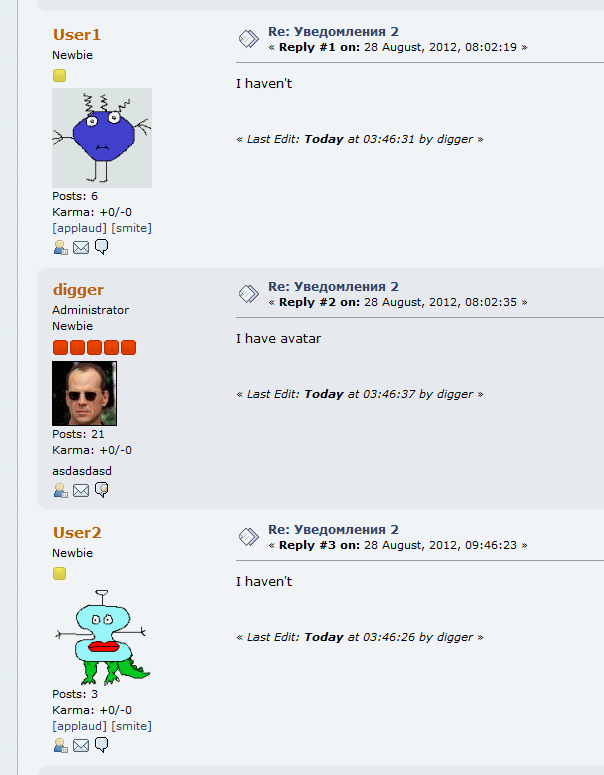 User1
Newbie
Posts: 6
Karma: +0/-0
[applaud] [smite]
Re: Уведомления 2
« Reply #1 on: 28 August, 2012, 08:02:19 »
I haven't
« Last Edit: Today at 03:46:31 by digger »
digger
Administrator
Newbie
Posts: 21
Karma: +0/-0
asdasdasd
Re: Уведомления 2
« Reply #2 on: 28 August, 2012, 08:02:35 »
I have avatar
« Last Edit: Today at 03:46:37 by digger »
User2
Newbie
Posts: 3
Karma: +0/-0
[applaud] [smite]
Re: Уведомления 2
« Reply #3 on: 28 August, 2012, 09:46:23 »
I haven't
« Last Edit: Today at 03:46:26 by digger »